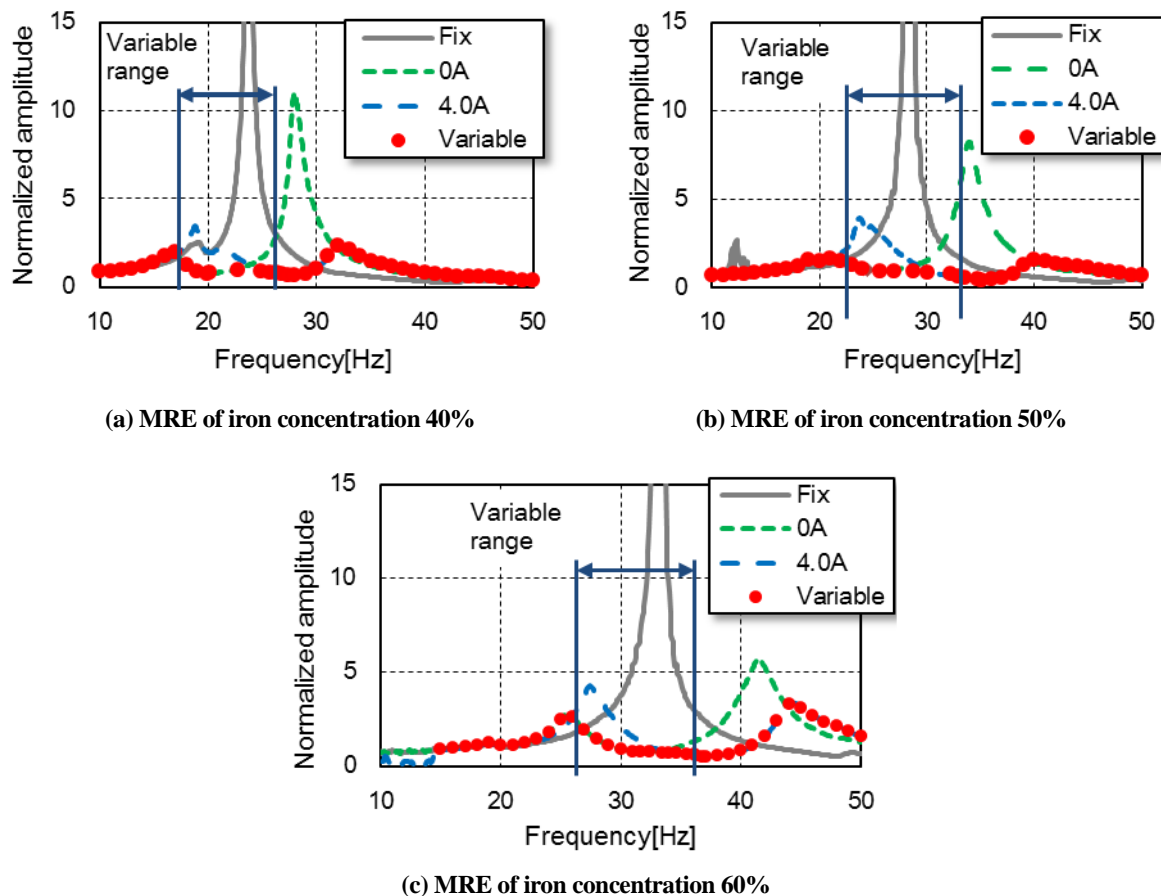 Normalized amplitude
15
10
5
0
Variable
range
Fix
0A
4.0A
Variable
10 20 30 40 50
Frequency[Hz]
(a) MRE of iron concentration 40%
Normalized amplitude
15
10
5
0
Variable
range
Fix
0A
4.0A
Variable
10 20 30 40 50
Frequency[Hz]
(b) MRE of iron concentration 50%
Normalized amplitude
15
10
5
0
Variable
range
Fix
0A
4.0A
Variable
10 20 30 40 50
Frequency[Hz]
(c) MRE of iron concentration 60%